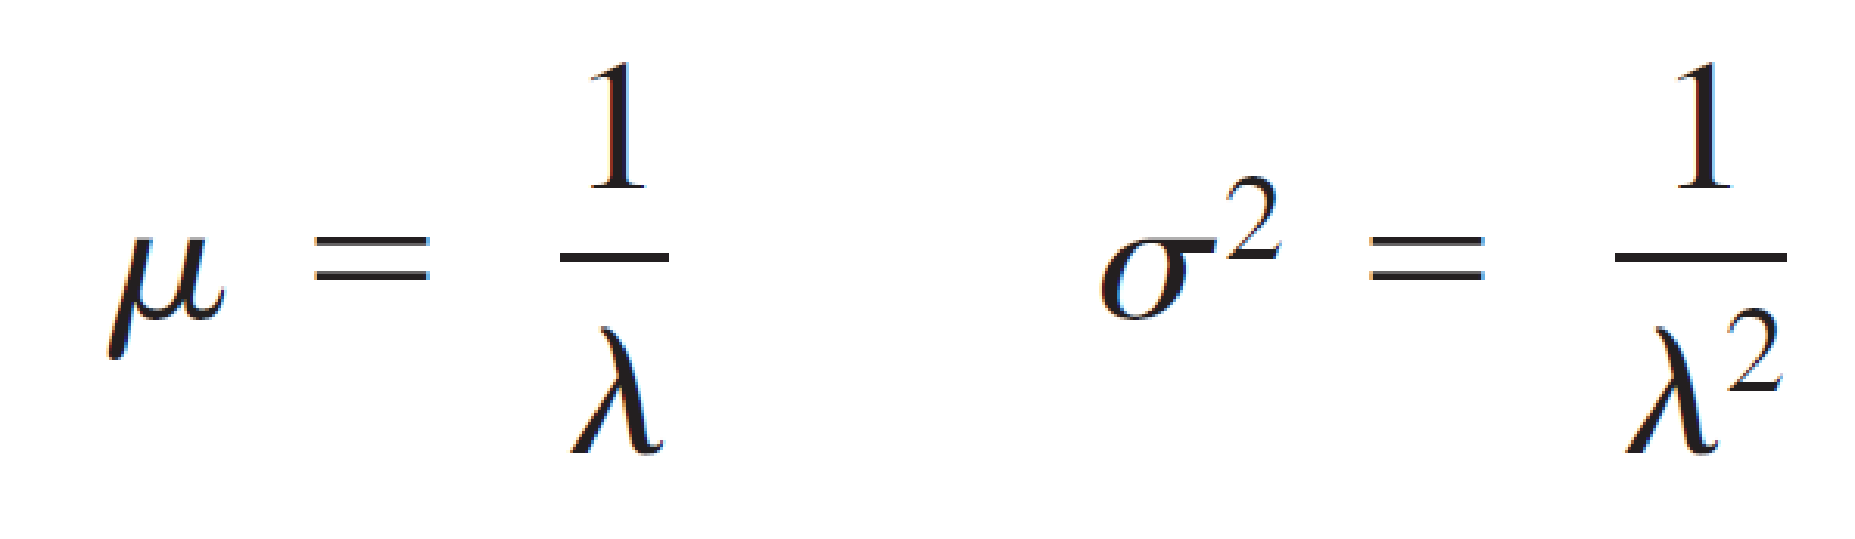 μ = 1/λ σ² = 1/λ²